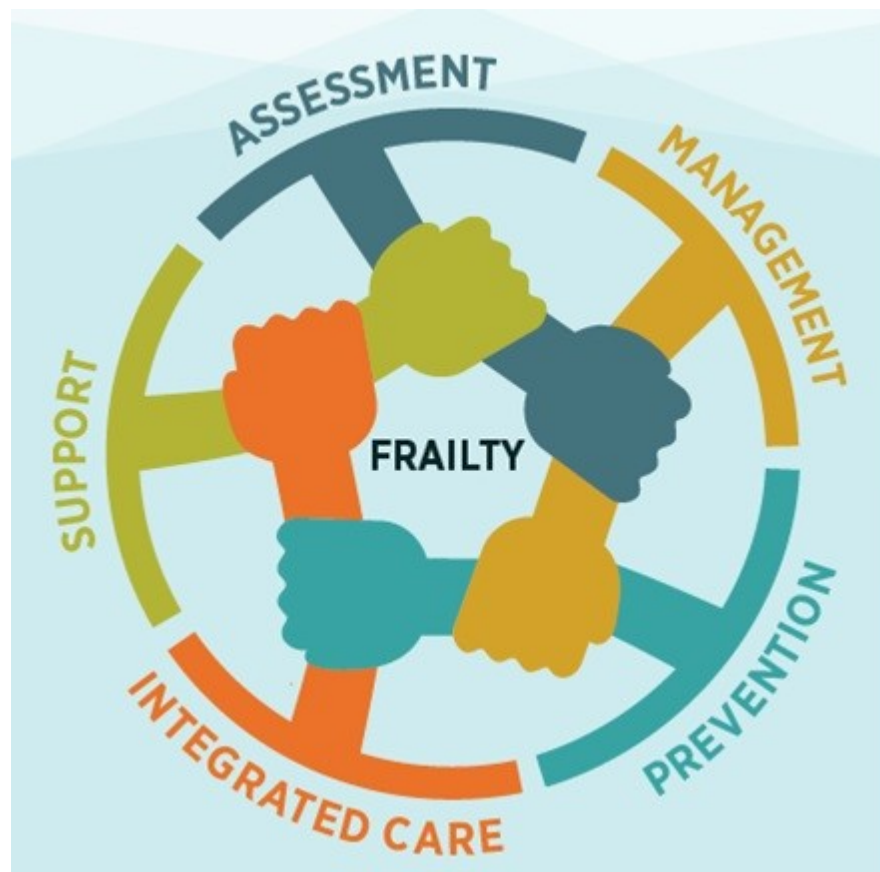 ASSESSMENT
MANAGEMENT
PREVENTION
INTEGRATED CARE
SUPPORT
FRAILTY